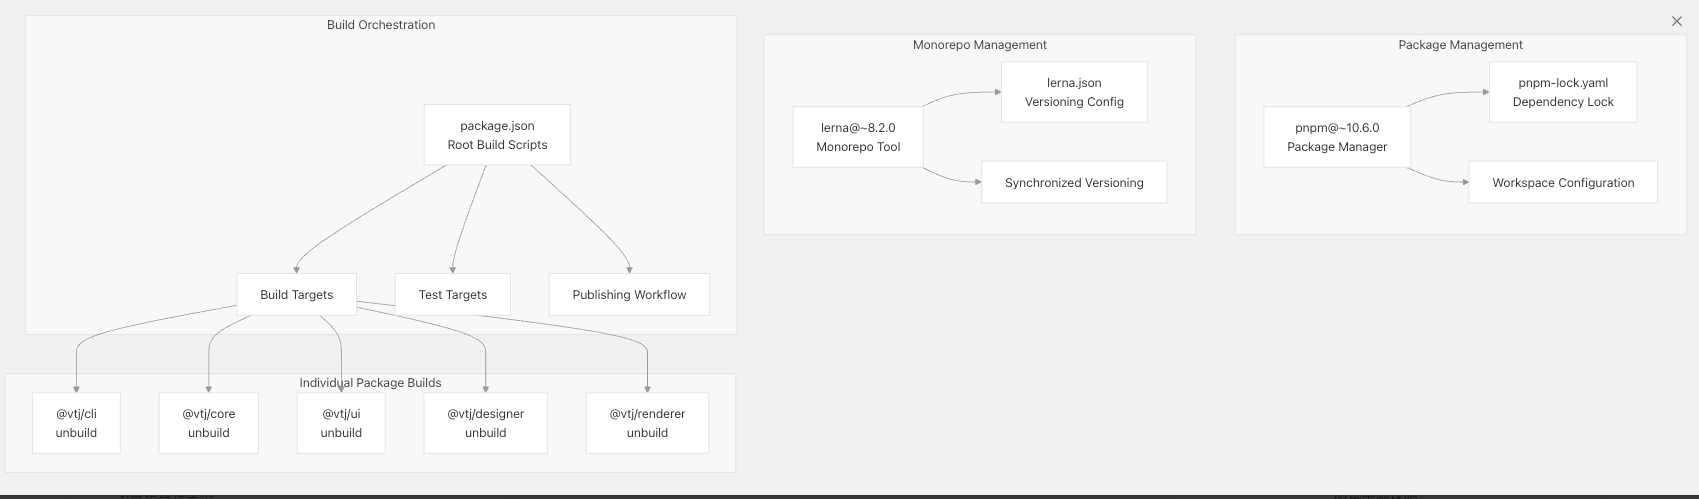 Build Orchestration
package.json
Root Build Scripts
Build Targets
Test Targets
Publishing Workflow
Individual Package Builds
@vtj/cli
unbuild
@vtj/core
unbuild
@vtj/ui
unbuild
@vtj/designer
unbuild
@vtj/renderer
unbuild
Monorepo Management
lerna@~8.2.0
Monorepo Tool
lerna.json
Versioning Config
Synchronized Versioning
Package Management
pnpm@~10.6.0
Package Manager
pnpm-lock.yaml
Dependency Lock
Workspace Configuration